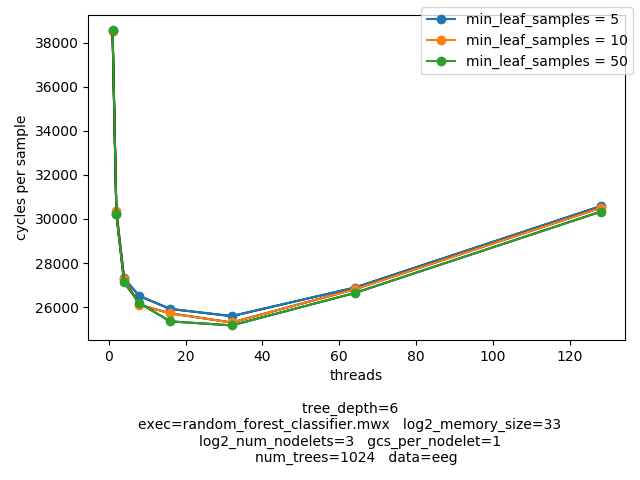 min_leaf_samples = 5
min_leaf_samples = 10
min_leaf_samples = 50
38000
36000
34000
32000
30000
28000
26000
cycles per sample
0 20 40 60 80 100 120
threads
tree_depth=6
exec=random_forest_classifier.mwx log2_memory_size=33
log2_num_nodelets=3 gcs_per_nodelet=1
num_trees=1024 data=eeg